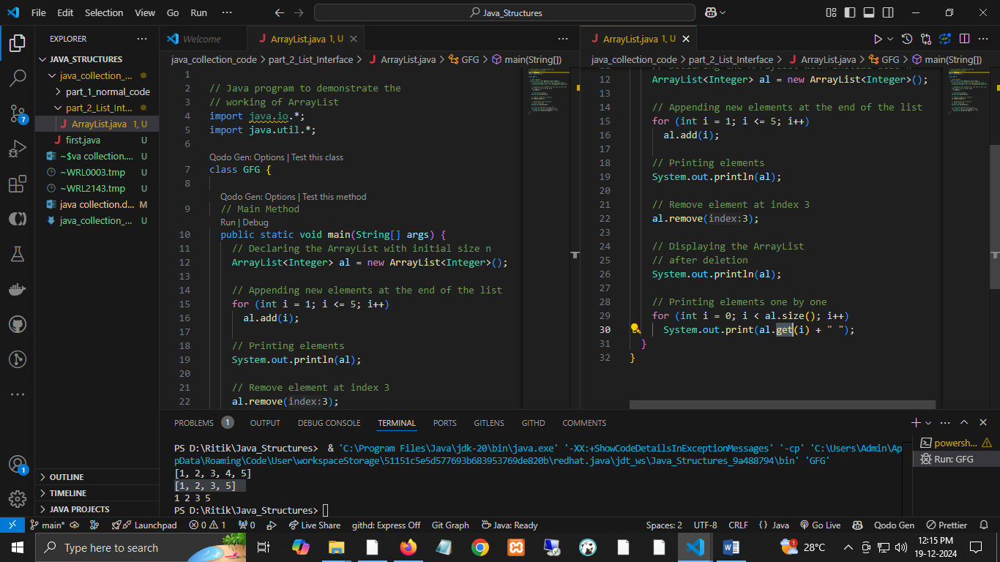 File Edit Selection View Go Run ··· Java_Structures
EXPLORER ···
JAVA_STRUCTURES
java_collection_...
part_1_normal_code
part_2_List_Int...
ArrayList.java 1, U
first.java U
~$va collection.... U
~WRL0003.tmp U
~WRL2143.tmp U
java collection.d... M
java_collection_... U
OUTLINE
TIMELINE
JAVA PROJECTS
7
1
Welcome ArrayList.java 1, U
java_collection_code > part_2_List_Interface > ArrayList.java > GFG > main(String[])
1
2 // Java program to demonstrate the
3 // working of ArrayList
4 import java.io.*;
5 import java.util.*;
6
Qodo Gen: Options | Test this class
7 class GFG {
8
Qodo Gen: Options | Test this method
9 // Main Method
Run | Debug
10 public static void main(String[] args) {
11 // Declaring the ArrayList with initial size n
12 ArrayList<Integer> al = new ArrayList<Integer>();
13
14 // Appending new elements at the end of the list
15 for (int i = 1; i <= 5; i++)
16 al.add(i);
17
18 // Printing elements
19 System.out.println(al);
20
21 // Remove element at index 3
22 al.remove(index:3);
ArrayList.java 1, U
java_collection_code > part_2_List_Interface > ArrayList.java > GFG > main(String[])
11 // Declaring the ArrayList with initial size n
12 ArrayList<Integer> al = new ArrayList<Integer>();
13
14 // Appending new elements at the end of the list
15 for (int i = 1; i <= 5; i++)
16 al.add(i);
17
18 // Printing elements
19 System.out.println(al);
20
21 // Remove element at index 3
22 al.remove(index:3);
23
24 // Displaying the ArrayList
25 // after deletion
26 System.out.println(al);
27
28 // Printing elements one by one
29 for (int i = 0; i < al.size(); i++)
30 System.out.print(al.get(i) + " ");
31 }
32 }
PROBLEMS 1 OUTPUT DEBUG CONSOLE TERMINAL PORTS GITLENS GITHD COMMENTS
PS D:\Ritik\Java_Structures> & 'C:\Program Files\Java\jdk-20\bin\java.exe' '-XX:+ShowCodeDetailsInExceptionMessages' '-cp' 'C:\Users\Admin\Ap
pData\Roaming\Code\User\workspaceStorage\51151c5e5d577693b683953769de820b\redhat.java\jdt_ws\Java_Structures_9a488794\bin' 'GFG'
[1, 2, 3, 4, 5]
[1, 2, 3, 5]
1 2 3 5
PS D:\Ritik\Java_Structures>
powersh...
Run: GFG
main* Launchpad 0 1 0 Live Share githd: Express Off Git Graph Java: Ready Spaces: 2 UTF-8 CRLF {} Java Go Live Qodo Gen Prettier
Type here to search 28°C 12:15 PM
19-12-2024